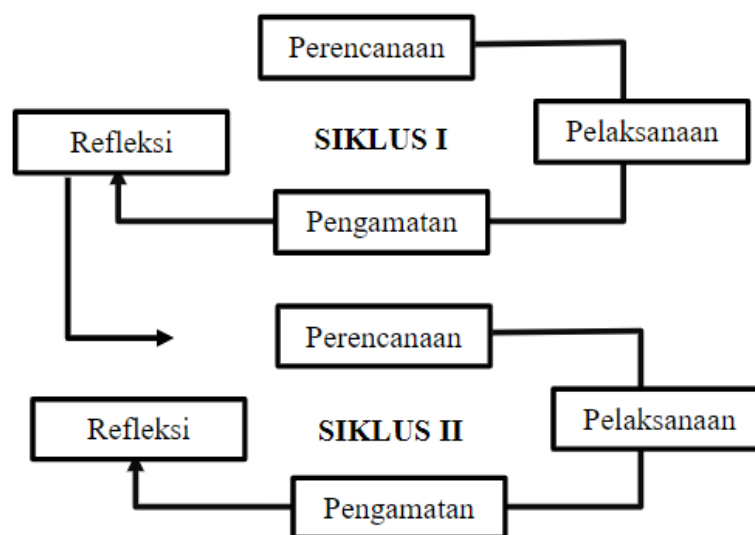 Perencanaan
Refleksi
SIKLUS I
Pelaksanaan
Pengamatan
Perencanaan
Refleksi
SIKLUS II
Pelaksanaan
Pengamatan